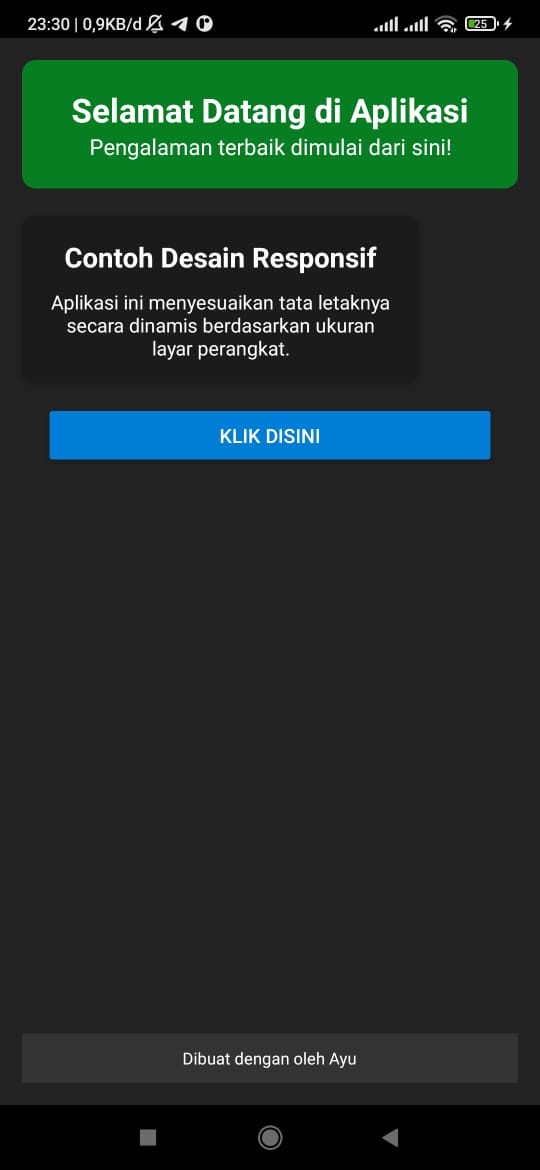 23:30 | 0,9KB/d
25
Selamat Datang di Aplikasi
Pengalaman terbaik dimulai dari sini!
Contoh Desain Responsif
Aplikasi ini menyesuaikan tata letaknya
secara dinamis berdasarkan ukuran
layar perangkat.
KLIK DISINI
Dibuat dengan oleh Ayu